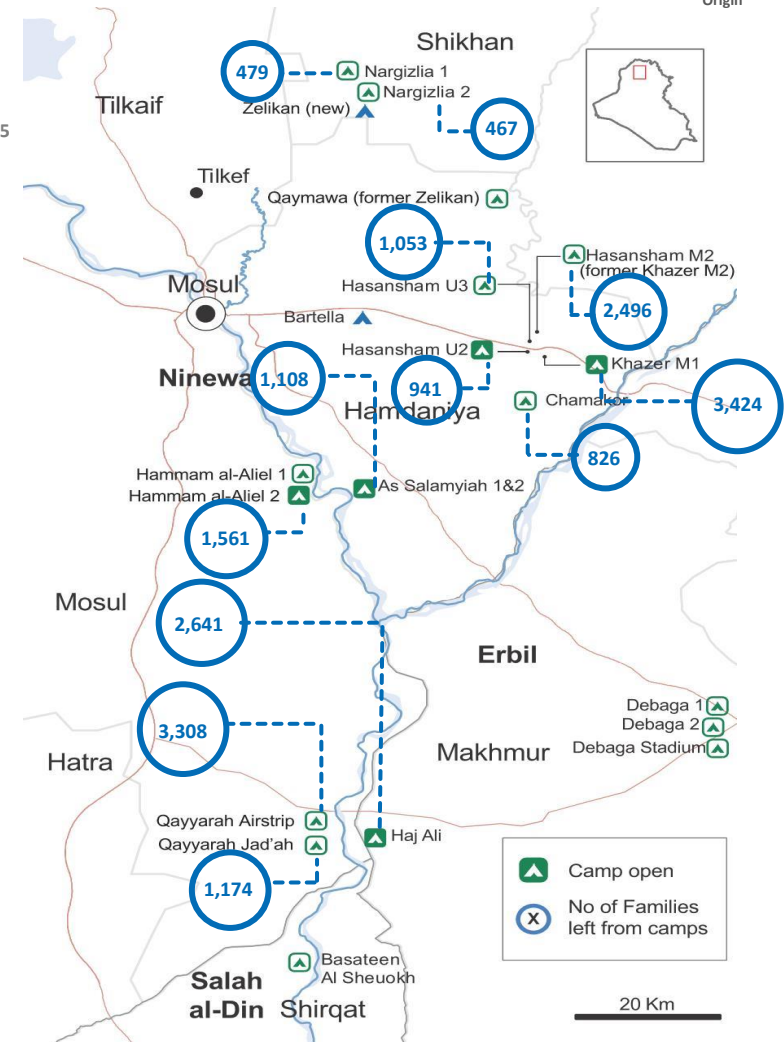 Origin
Shikhan
479
Nargizlia 1
Nargizlia 2
Tilkaif
Zelikan (new)
5
467
Tilkef
Qaymawa (former Zelikan)
1,053
Hasansham M2
(former Khazer M2)
Mosul
Hasansham U3
2,496
Bartella
Hasansham U2
Khazer M1
Ninewa
1,108
941
Hamdaniya
Chamakor
3,424
826
Hammam al-Aliel 1
Hammam al-Aliel 2
As Salamyiah 1&2
1,561
Mosul
2,641
Erbil
Debaga 1
Debaga 2
Debaga Stadium
3,308
Hatra
Makhmur
Qayyarah Airstrip
Haj Ali
Qayyarah Jad'ah
1,174
Camp open
X
No of Families
left from camps
Basateen
Al Sheuokh
Salah
al-Din
Shirqat
20 Km